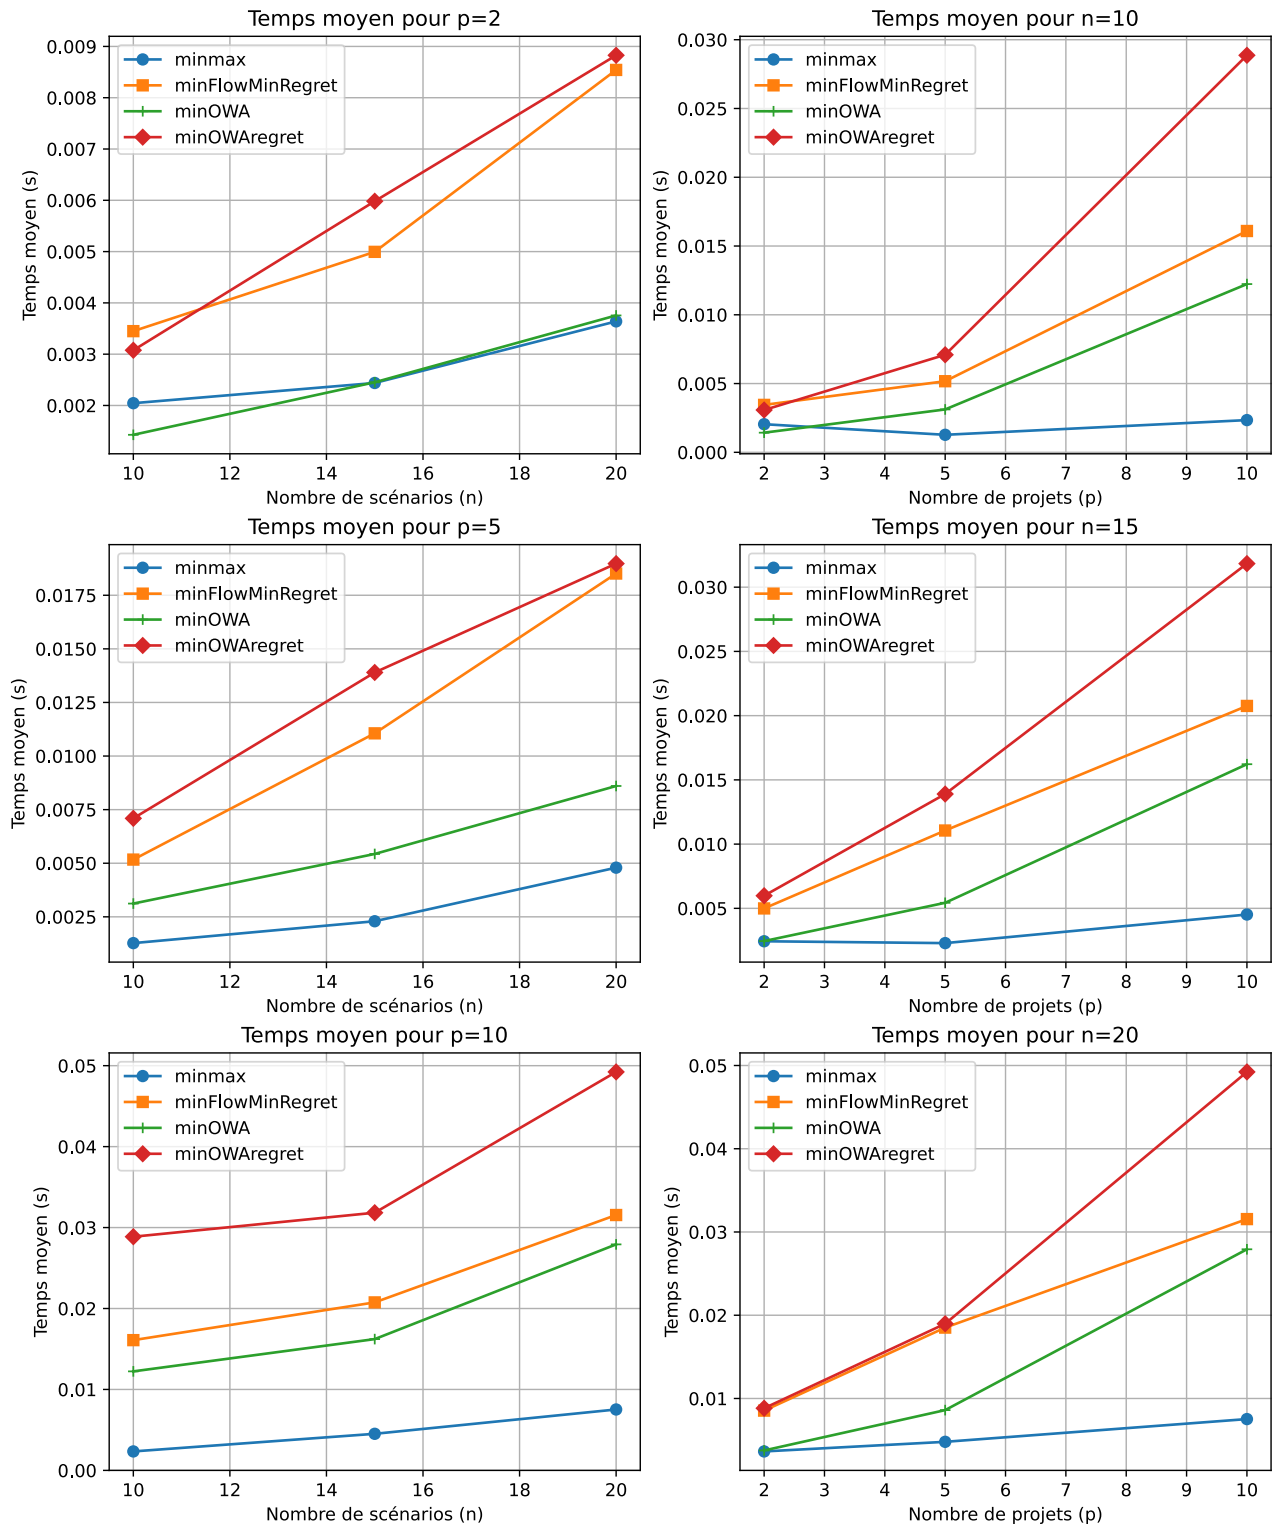 Temps moyen pour p=2
0.009
0.008
0.007
0.006
0.005
0.004
0.003
0.002
Temps moyen (s)
minmax
minFlowMinRegret
minOWA
minOWAregret
10 12 14 16 18 20
Nombre de scénarios (n)
Temps moyen pour n=10
0.030
0.025
0.020
0.015
0.010
0.005
0.000
Temps moyen (s)
minmax
minFlowMinRegret
minOWA
minOWAregret
2 3 4 5 6 7 8 9 10
Nombre de projets (p)
Temps moyen pour p=5
0.0175
0.0150
0.0125
0.0100
0.0075
0.0050
0.0025
Temps moyen (s)
minmax
minFlowMinRegret
minOWA
minOWAregret
10 12 14 16 18 20
Nombre de scénarios (n)
Temps moyen pour n=15
0.030
0.025
0.020
0.015
0.010
0.005
Temps moyen (s)
minmax
minFlowMinRegret
minOWA
minOWAregret
2 3 4 5 6 7 8 9 10
Nombre de projets (p)
Temps moyen pour p=10
0.05
0.04
0.03
0.02
0.01
0.00
Temps moyen (s)
minmax
minFlowMinRegret
minOWA
minOWAregret
10 12 14 16 18 20
Nombre de scénarios (n)
Temps moyen pour n=20
0.05
0.04
0.03
0.02
0.01
Temps moyen (s)
minmax
minFlowMinRegret
minOWA
minOWAregret
2 3 4 5 6 7 8 9 10
Nombre de projets (p)